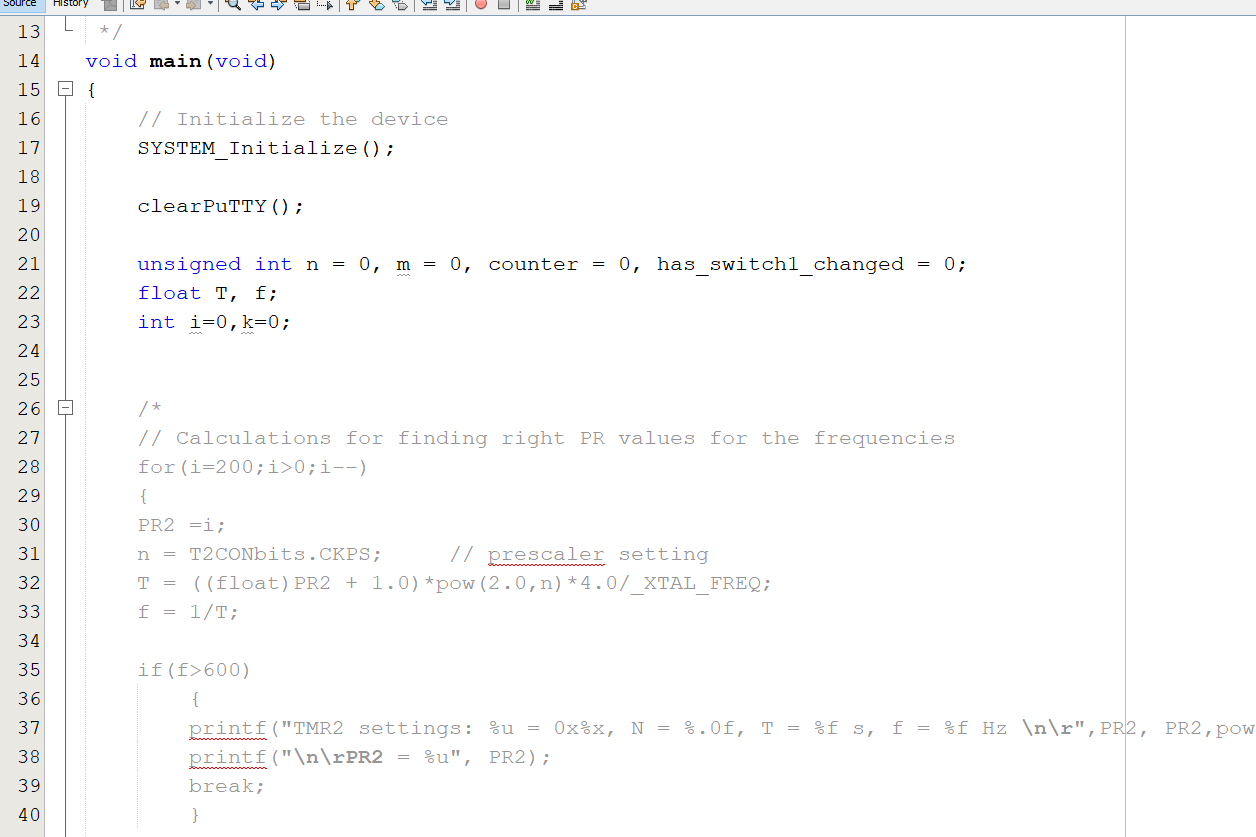 Source History
13 */
14 void main(void)
15 {
16 // Initialize the device
17 SYSTEM_Initialize();
18
19 clearPuTTY();
20
21 unsigned int n = 0, m = 0, counter = 0, has_switch1_changed = 0;
22 float T, f;
23 int i=0,k=0;
24
25
26 /*
27 // Calculations for finding right PR values for the frequencies
28 for(i=200;i>0;i--)
29 {
30 PR2 =i;
31 n = T2CONbits.CKPS; // prescaler setting
32 T = ((float)PR2 + 1.0)*pow(2.0,n)*4.0/_XTAL_FREQ;
33 f = 1/T;
34
35 if(f>600)
36 {
37 printf("TMR2 settings: %u = 0x%x, N = %.0f, T = %f s, f = %f Hz \n\r",PR2, PR2,pow
38 printf("\n\rPR2 = %u", PR2);
39 break;
40 }